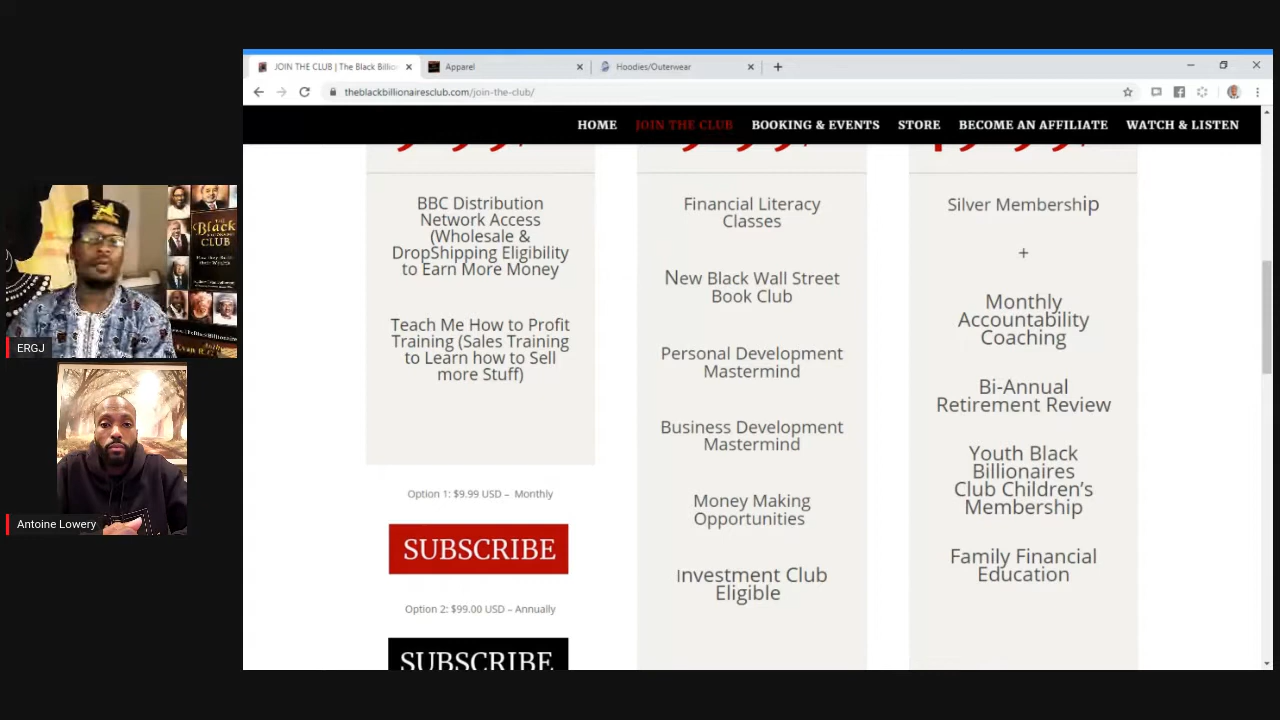 JOIN THE CLUB | The Black Billio
Apparel
Hoodies/Outerwear
theblackbillionairesclub.com/join-the-club/
HOME
JOIN THE CLUB
BOOKING & EVENTS
STORE
BECOME AN AFFILIATE
WATCH & LISTEN
BBC Distribution
Network Access
(Wholesale &
DropShipping Eligibility
to Earn More Money
Teach Me How to Profit
Training (Sales Training
to Learn how to Sell
more Stuff)
Option 1: $9.99 USD – Monthly
SUBSCRIBE
Option 2: $99.00 USD – Annually
SUBSCRIBE
Financial Literacy
Classes
New Black Wall Street
Book Club
Personal Development
Mastermind
Business Development
Mastermind
Money Making
Opportunities
Investment Club
Eligible
Silver Membership
+
Monthly
Accountability
Coaching
Bi-Annual
Retirement Review
Youth Black
Billionaires
Club Children's
Membership
Family Financial
Education
THE
Black
CLUB
ERGJ
Antoine Lowery